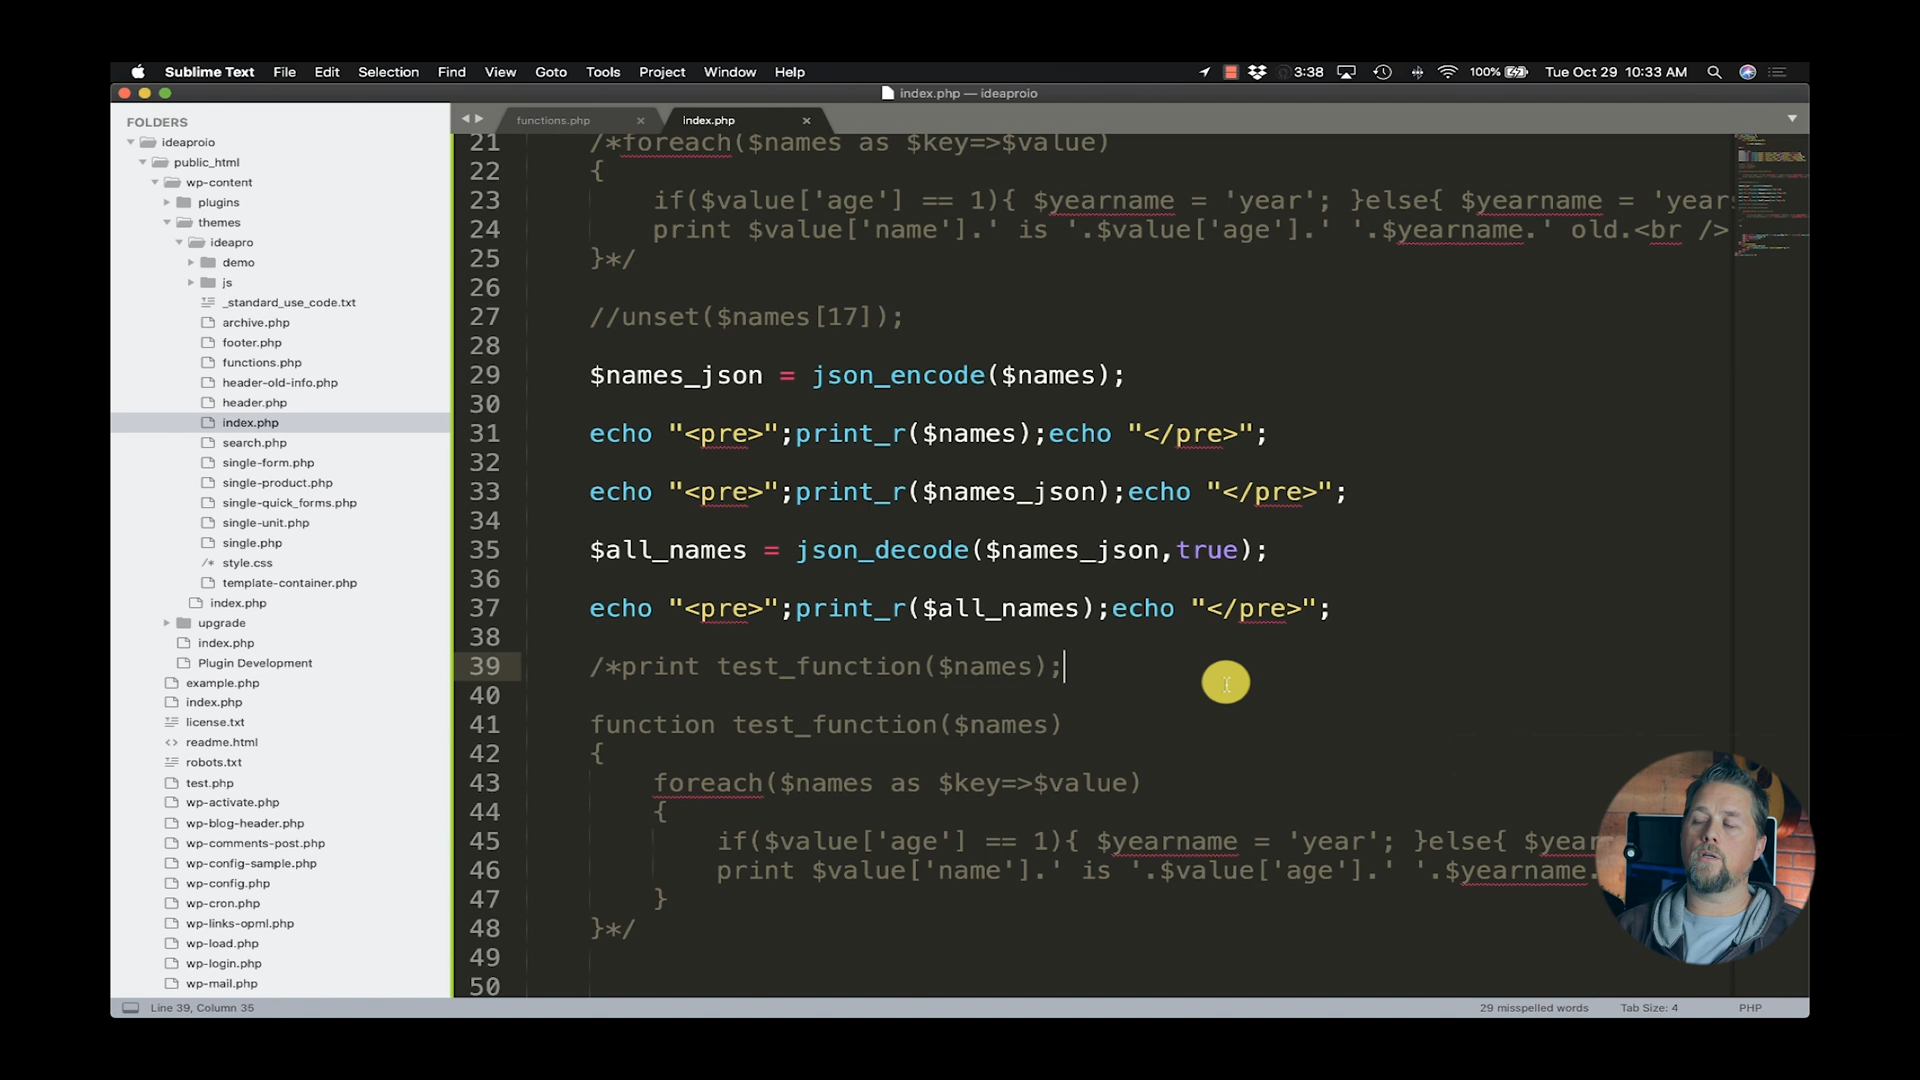 Sublime Text File Edit Selection Find View Goto Tools Project Window Help 3:38 100% Tue Oct 29 10:33 AM
index.php — ideaproio
FOLDERS
ideaproio
public_html
wp-content
plugins
themes
ideapro
demo
js
_standard_use_code.txt
archive.php
footer.php
functions.php
header-old-info.php
header.php
index.php
search.php
single-form.php
single-product.php
single-quick_forms.php
single-unit.php
single.php
/* style.css
template-container.php
index.php
upgrade
index.php
Plugin Development
example.php
index.php
license.txt
<> readme.html
robots.txt
test.php
wp-activate.php
wp-blog-header.php
wp-comments-post.php
wp-config-sample.php
wp-config.php
wp-cron.php
wp-links-opml.php
wp-load.php
wp-login.php
wp-mail.php
functions.php × index.php ×
21 /*foreach($names as $key=>$value)
22 {
23 if($value['age'] == 1){ $yearname = 'year'; }else{ $yearname = 'years
24 print $value['name'].' is '.$value['age'].' '.$yearname.' old.<br />
25 }*/
26
27 //unset($names[17]);
28
29 $names_json = json_encode($names);
30
31 echo "<pre>";print_r($names);echo "</pre>";
32
33 echo "<pre>";print_r($names_json);echo "</pre>";
34
35 $all_names = json_decode($names_json,true);
36
37 echo "<pre>";print_r($all_names);echo "</pre>";
38
39 /*print test_function($names);
40
41 function test_function($names)
42 {
43 foreach($names as $key=>$value)
44 {
45 if($value['age'] == 1){ $yearname = 'year'; }else{ $year
46 print $value['name'].' is '.$value['age'].' '.$yearname.
47 }
48 }*/
49
50
Line 39, Column 35 29 misspelled words Tab Size: 4 PHP